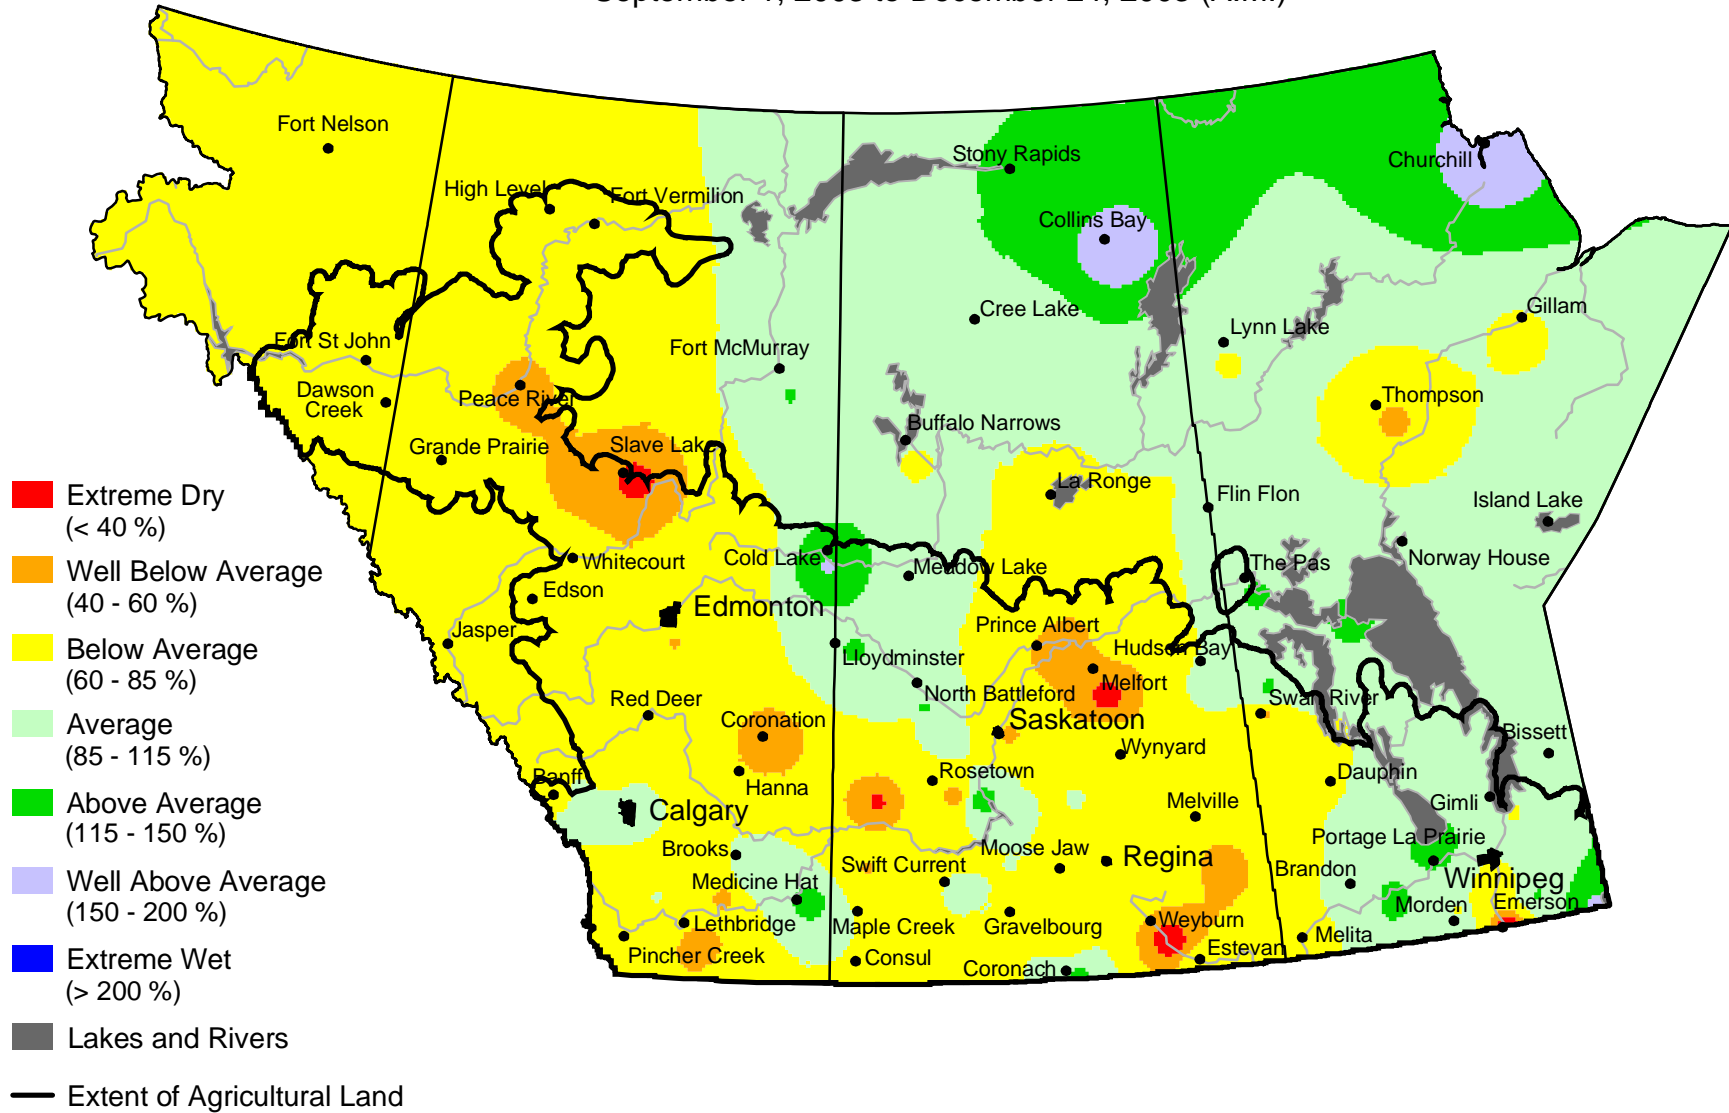 Fort Nelson
High Level
Fort Vermilion
Stony Rapids
Churchill
Collins Bay
Cree Lake
Gillam
Lynn Lake
Fort St John
Fort McMurray
Dawson
Creek
Peace River
Thompson
Buffalo Narrows
Grande Prairie
Slave Lake
La Ronge
Flin Flon
Island Lake
Whitecourt
Cold Lake
Meadow Lake
The Pas
Norway House
Edson
Edmonton
Jasper
Prince Albert
Hudson Bay
Lloydminster
Melfort
North Battleford
Red Deer
Swan River
Coronation
Saskatoon
Bissett
Wynyard
Banff
Hanna
Rosetown
Dauphin
Calgary
Melville
Gimli
Portage La Prairie
Brooks
Moose Jaw
Regina
Swift Current
Brandon
Winnipeg
Medicine Hat
Morden
Emerson
Lethbridge
Maple Creek
Gravelbourg
Weyburn
Melita
Pincher Creek
Consul
Coronach
Estevan
Extreme Dry
(< 40 %)
Well Below Average
(40 - 60 %)
Below Average
(60 - 85 %)
Average
(85 - 115 %)
Above Average
(115 - 150 %)
Well Above Average
(150 - 200 %)
Extreme Wet
(> 200 %)
Lakes and Rivers
Extent of Agricultural Land